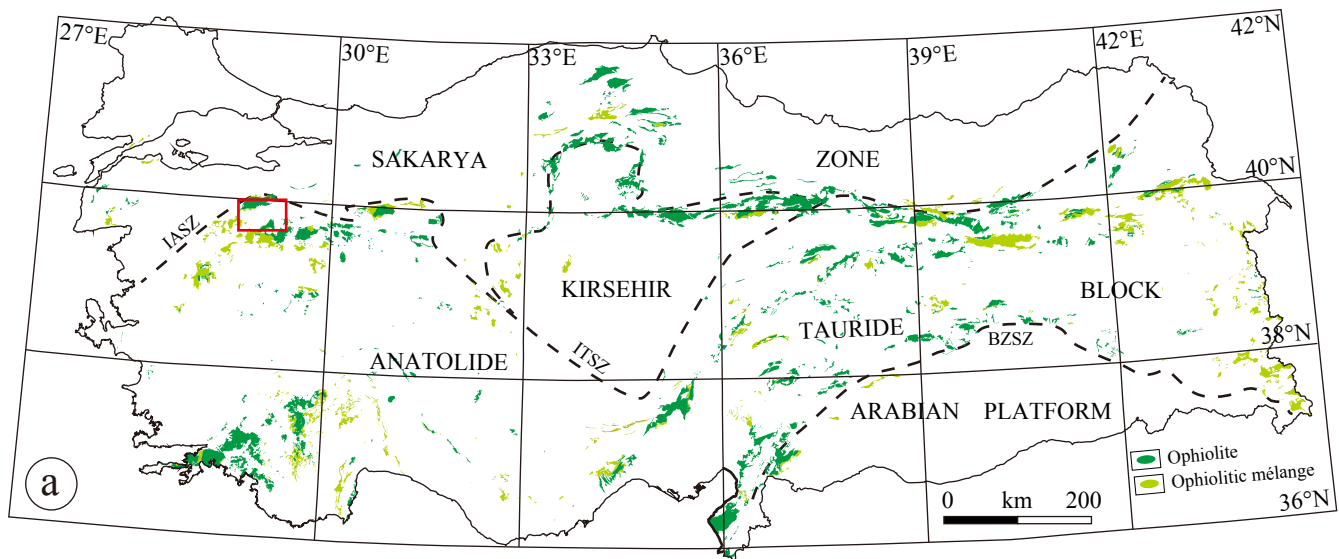 27°E
30°E
33°E
36°E
39°E
42°E
42°N
SAKARYA
ZONE
40°N
IASZ
KIRSEHIR
BLOCK
TAURIDE
BZSZ
38°N
ANATOLIDE
ITSZ
ARABIAN PLATFORM
Ophiolite
Ophiolitic mélange
a
0 km 200
36°N